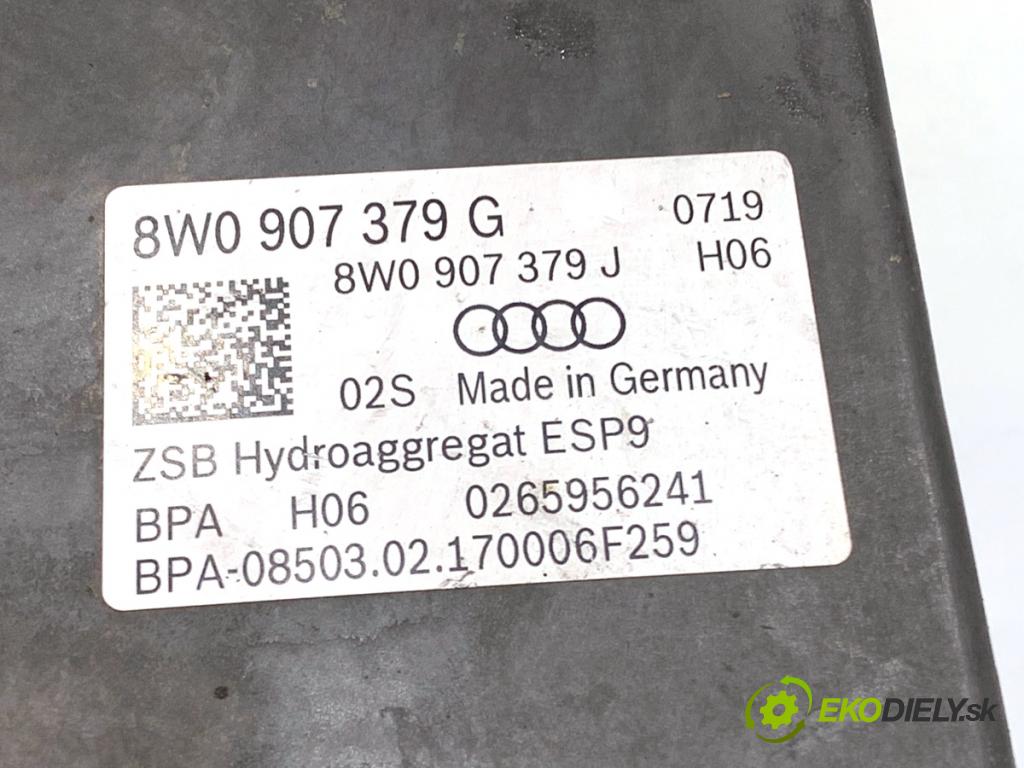 8W0 907 379 G 0719
8W0 907 379 J H06
02S Made in Germany
ZSB Hydroaggregat ESP9
BPA H06 0265956241
BPA-08503.02.170006F259
EKODIELY.sk